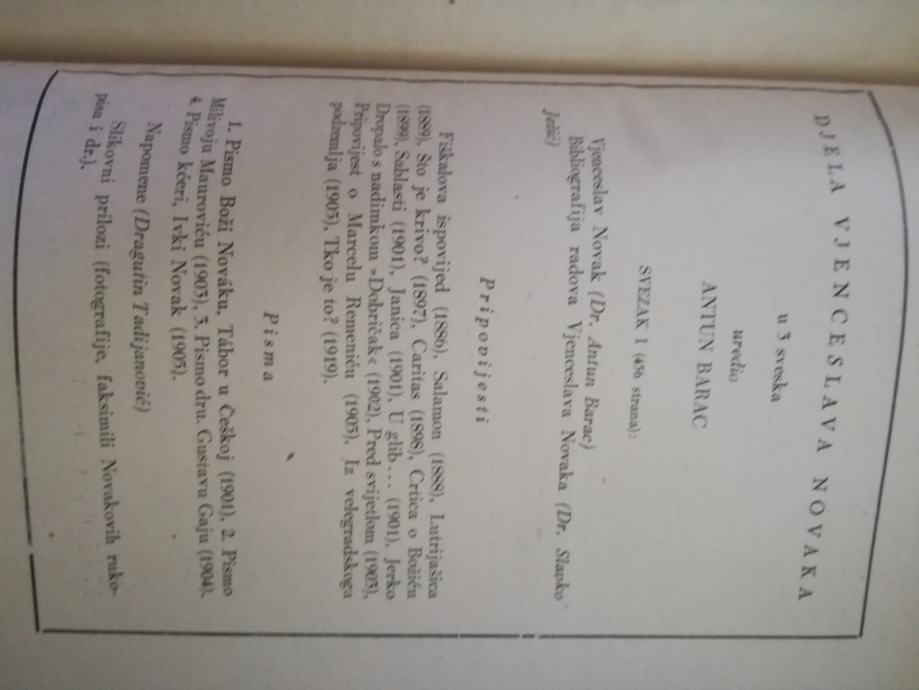 DJELA VJENCESLAVA NOVAKA
u 3 sveska
uredio
ANTUN BARAC
SVEZAK I (456 strana):
Vjenceslav Novak (Dr. Antun Barac)
Bibliografija radova Vjenceslava Novaka (Dr. Slavko
Ježić)
Pripovijesti
Fiškalova ispovijed (1886), Salamon (1888), Lutrijašica
(1889), Što je krivo? (1897), Caritas (1898), Crtica o Božiću
(1899), Sablasti (1901), Janica (1901), U glib... (1901), Jerko
Dropalo s nadimkom »Dobričak« (1902), Pred svijetlom (1903),
Pripovijest o Marcelu Remeniću (1905), Iz velegradskoga
podzemlja (1905), Tko je to? (1919).
Pisma
1. Pismo Boži Nováku, Tábor u Češkoj (1901), 2. Pismo
Milivoju Mauroviću (1903), 3. Pismo dru. Gustavu Gaju (1904).
4. Pismo kćeri, Ivki Novak (1905).
Napomene (Dragutin Tadijanović)
Slikovni prilozi (fotografije, faksimili Novakovih ruko-
pisa i dr.).